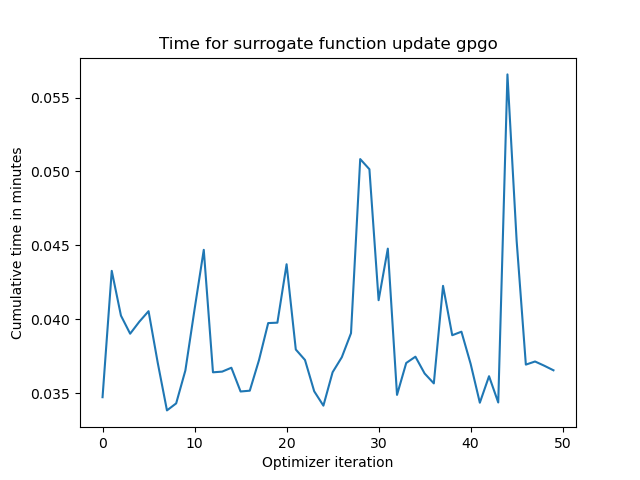 Time for surrogate function update gpgo
0.055
0.050
0.045
0.040
0.035
Cumulative time in minutes
0 10 20 30 40 50
Optimizer iteration